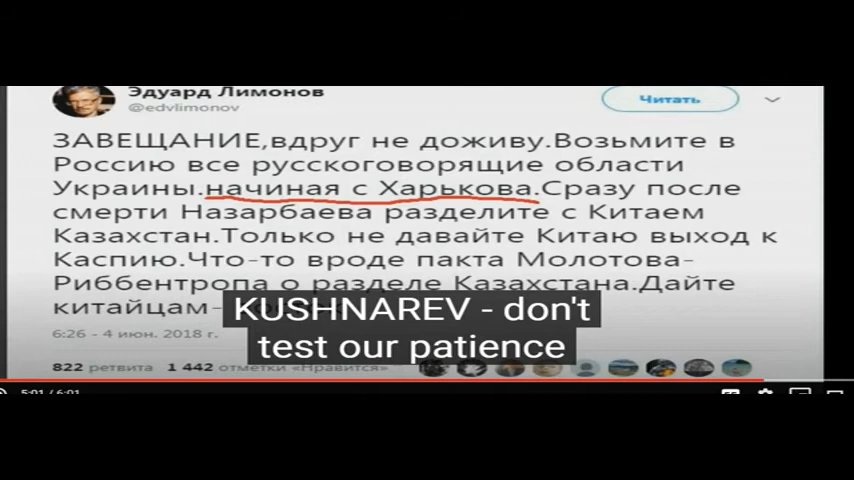 Эдуард Лимонов
@edvlimonov
Читать
ЗАВЕЩАНИЕ,вдруг не доживу.Возьмите в
Россию все русскоговорящие области
Украины.начиная с Харькова.Сразу после
смерти Назарбаева разделите с Китаем
Казахстан.Только не давайте Китаю выход к
Каспию.Что-то вроде пакта Молотова-
Риббентропа о разделе Казахстана.Дайте
китайцам-
KUSHNAREV - don't
test our patience
6:26 - 4 июн. 2018 г.
822 ретвита 1 442 отметки «Нравится»
5:01 / 6:01